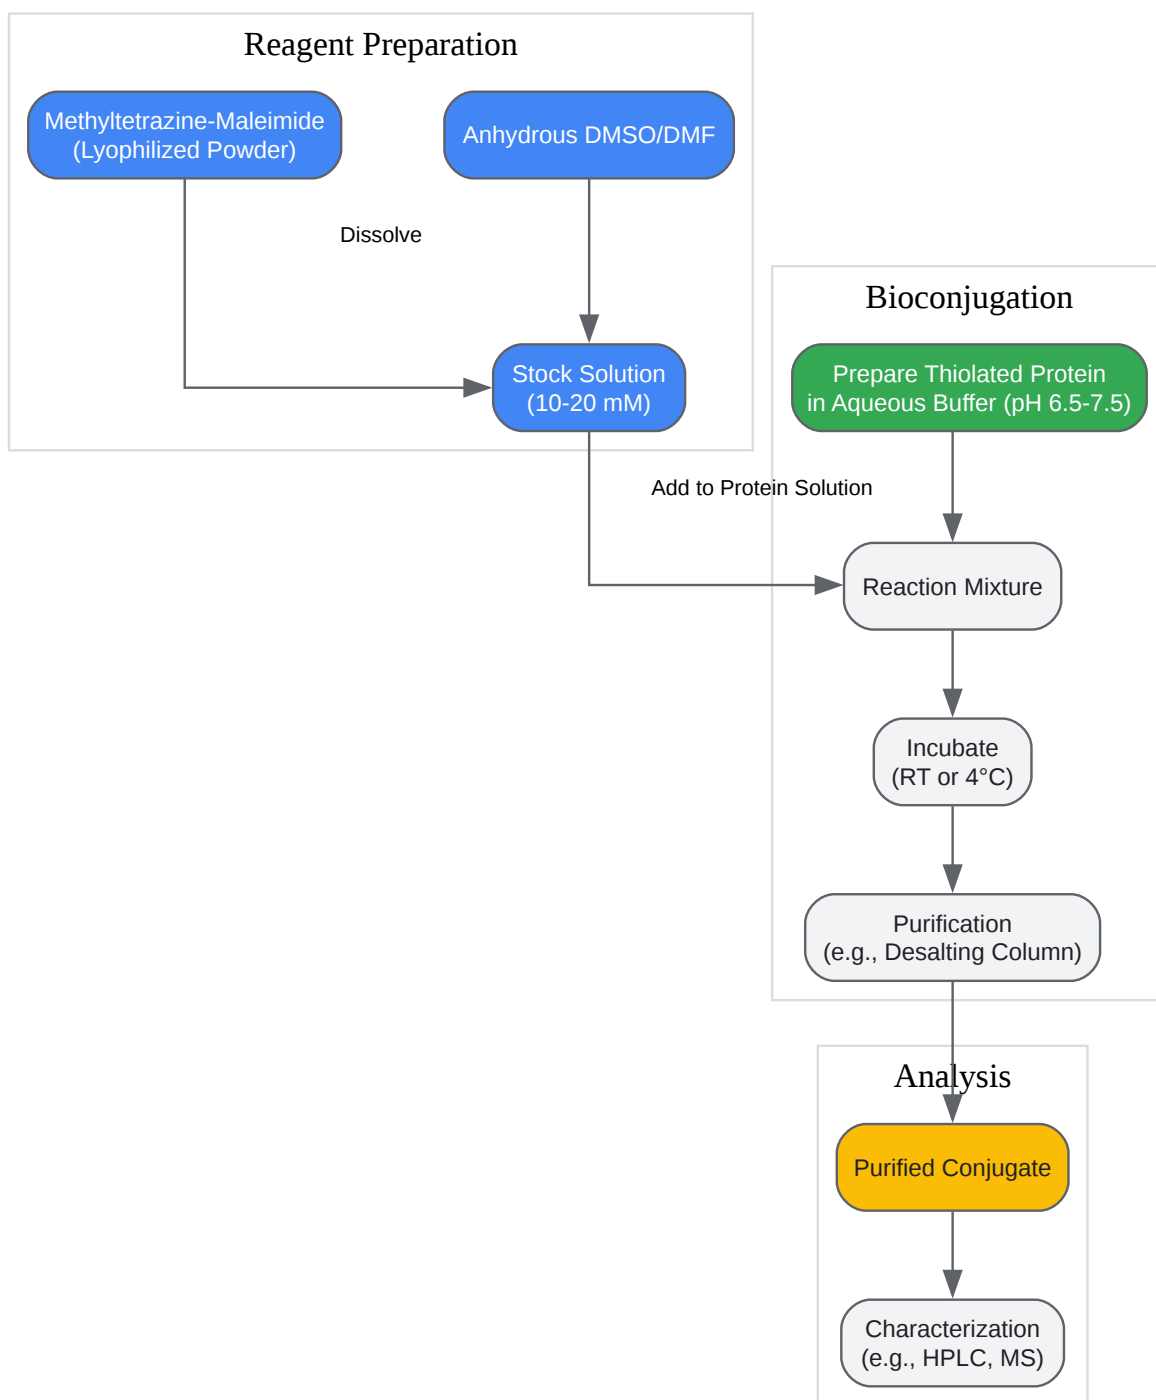 Reagent Preparation
Methyltetrazine-Maleimide
(Lyophilized Powder)
Anhydrous DMSO/DMF
Dissolve
Stock Solution
(10-20 mM)
Bioconjugation
Prepare Thiolated Protein
in Aqueous Buffer (pH 6.5-7.5)
Add to Protein Solution
Reaction Mixture
Incubate
(RT or 4°C)
Purification
(e.g., Desalting Column)
Analysis
Purified Conjugate
Characterization
(e.g., HPLC, MS)